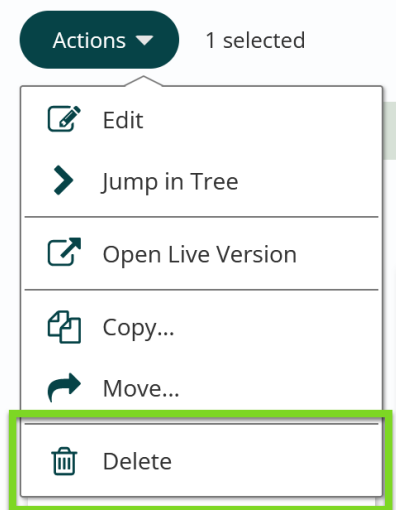 Actions 1 selected
Edit
Jump in Tree
Open Live Version
Copy...
Move...
Delete